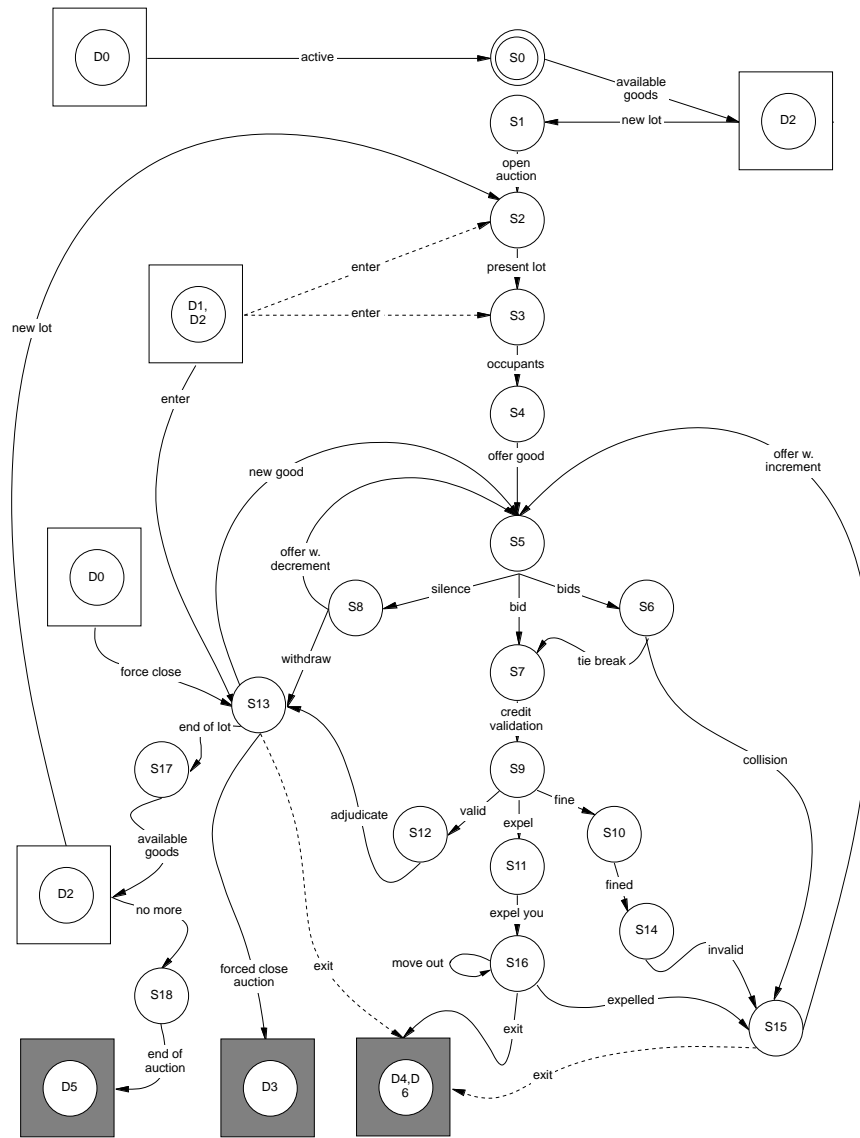 D0
active
S0
available
goods
D2
new lot
S1
open
auction
S2
enter
present lot
D1,
D2
enter
S3
new lot
occupants
enter
S4
offer good
offer w.
increment
new good
S5
offer w.
decrement
D0
silence
bids
S8
bid
S6
withdraw
tie break
force close
S7
S13
credit
validation
end of lot
S17
S9
collision
adjudicate
valid
fine
expel
S12
S10
available
goods
S11
fined
D2
no more
expel you
S14
invalid
move out
S16
forced close
auction
exit
S18
expelled
S15
exit
end of
auction
D5
D3
D4,D
6
exit